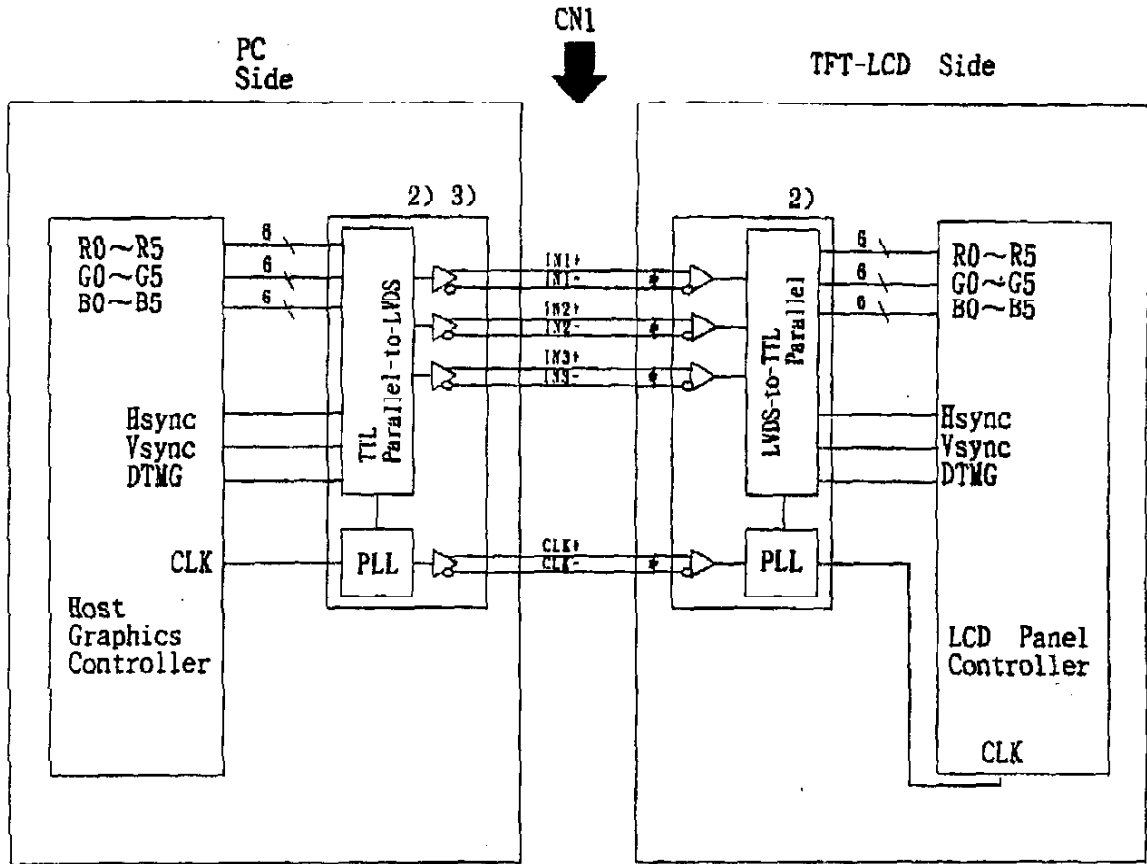 CN1
PC
Side
TFT-LCD Side
2) 3)
2)
R0~R5
G0~G5
B0~B5
6
6
6
TTL
Parallel-to-LVDS
IN1+
IN1-
IN2+
IN2-
IN3+
IN3-
LVDS-to-TTL
Parallel
6
6
6
R0~R5
G0~G5
B0~B5
Hsync
Vsync
DTMG
Hsync
Vsync
DTMG
CLK
PLL
CLK+
CLK-
PLL
Host
Graphics
Controller
LCD Panel
Controller
CLK